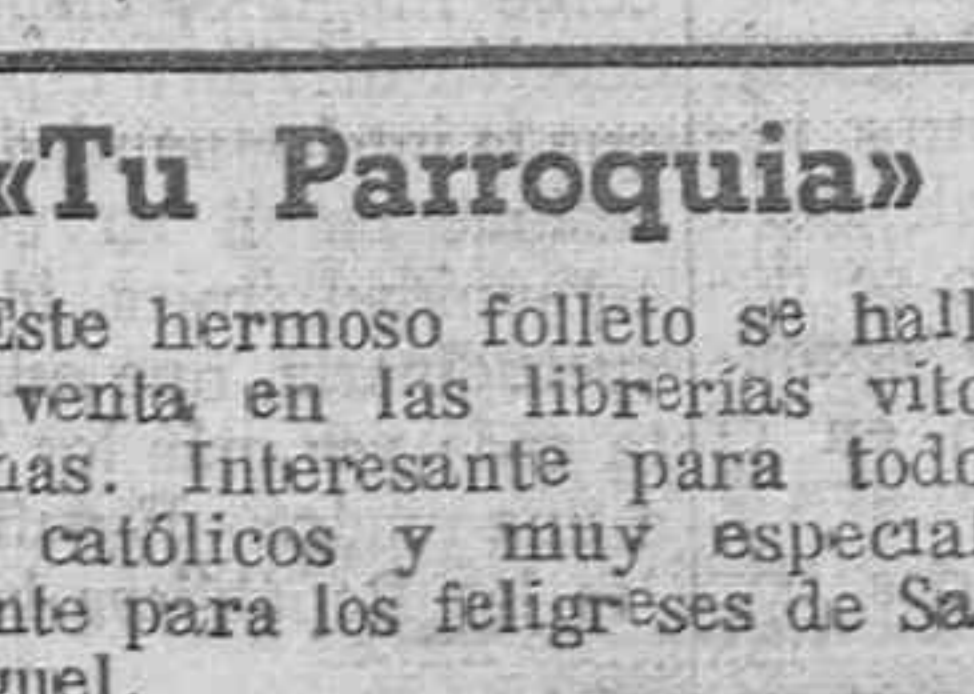 «Tu Parroquia»
Este hermoso folleto se hall
venta en las librerías vito
nas. Interesante para todo
católicos y muy especial
nte para los feligreses de Sa
guel.